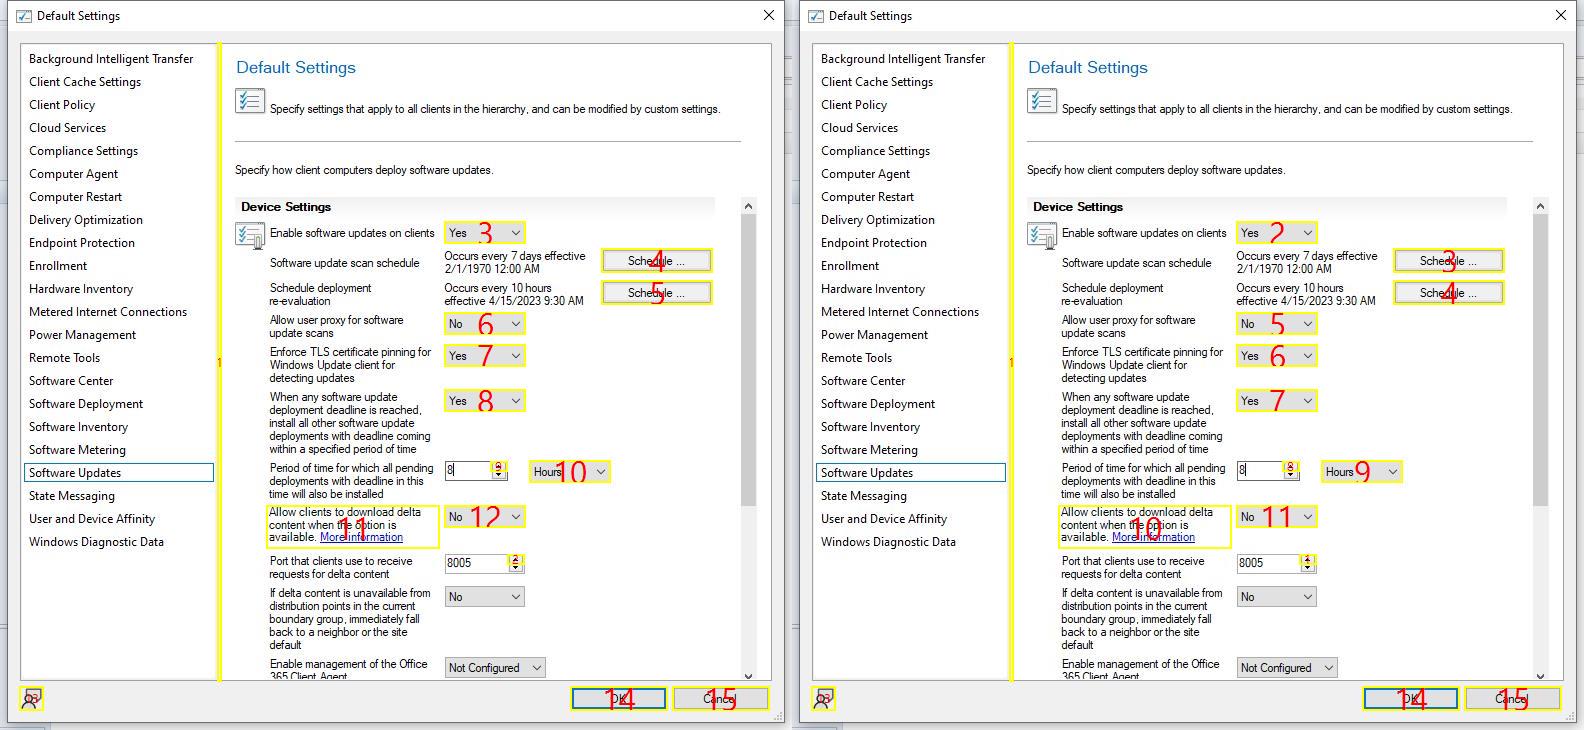 Default Settings
Background Intelligent Transfer
Client Cache Settings
Client Policy
Cloud Services
Compliance Settings
Computer Agent
Computer Restart
Delivery Optimization
Endpoint Protection
Enrollment
Hardware Inventory
Metered Internet Connections
Power Management
Remote Tools
Software Center
Software Deployment
Software Inventory
Software Metering
Software Updates
State Messaging
User and Device Affinity
Windows Diagnostic Data
1
Default Settings
Specify settings that apply to all clients in the hierarchy, and can be modified by custom settings.
Specify how client computers deploy software updates.
Device Settings
Enable software updates on clients Yes 3
Software update scan schedule
Occurs every 7 days effective
2/1/1970 12:00 AM
Schedule ... 4
Schedule deployment
re-evaluation
Occurs every 10 hours
effective 4/15/2023 9:30 AM
Schedule ... 5
Allow user proxy for software
update scans
No 6
Enforce TLS certificate pinning for
Windows Update client for
detecting updates
Yes 7
When any software update
deployment deadline is reached,
install all other software update
deployments with deadline coming
within a specified period of time
Yes 8
Period of time for which all pending
deployments with deadline in this
time will also be installed
8 9 Hours 10
Allow clients to download delta
content when the option is
available. More information
11
No 12
Port that clients use to receive
requests for delta content
8005
If delta content is unavailable from
distribution points in the current
boundary group, immediately fall
back to a neighbor or the site
default
No
Enable management of the Office
365 Client Agent
Not Configured
OK 14
Cancel 15
Default Settings
Background Intelligent Transfer
Client Cache Settings
Client Policy
Cloud Services
Compliance Settings
Computer Agent
Computer Restart
Delivery Optimization
Endpoint Protection
Enrollment
Hardware Inventory
Metered Internet Connections
Power Management
Remote Tools
Software Center
Software Deployment
Software Inventory
Software Metering
Software Updates
State Messaging
User and Device Affinity
Windows Diagnostic Data
1
Default Settings
Specify settings that apply to all clients in the hierarchy, and can be modified by custom settings.
Specify how client computers deploy software updates.
Device Settings
Enable software updates on clients Yes 2
Software update scan schedule
Occurs every 7 days effective
2/1/1970 12:00 AM
Schedule ... 3
Schedule deployment
re-evaluation
Occurs every 10 hours
effective 4/15/2023 9:30 AM
Schedule ... 4
Allow user proxy for software
update scans
No 5
Enforce TLS certificate pinning for
Windows Update client for
detecting updates
Yes 6
When any software update
deployment deadline is reached,
install all other software update
deployments with deadline coming
within a specified period of time
Yes 7
Period of time for which all pending
deployments with deadline in this
time will also be installed
8 8 Hours 9
Allow clients to download delta
content when the option is
available. More information
10
No 11
Port that clients use to receive
requests for delta content
8005
If delta content is unavailable from
distribution points in the current
boundary group, immediately fall
back to a neighbor or the site
default
No
Enable management of the Office
365 Client Agent
Not Configured
OK 14
Cancel 15